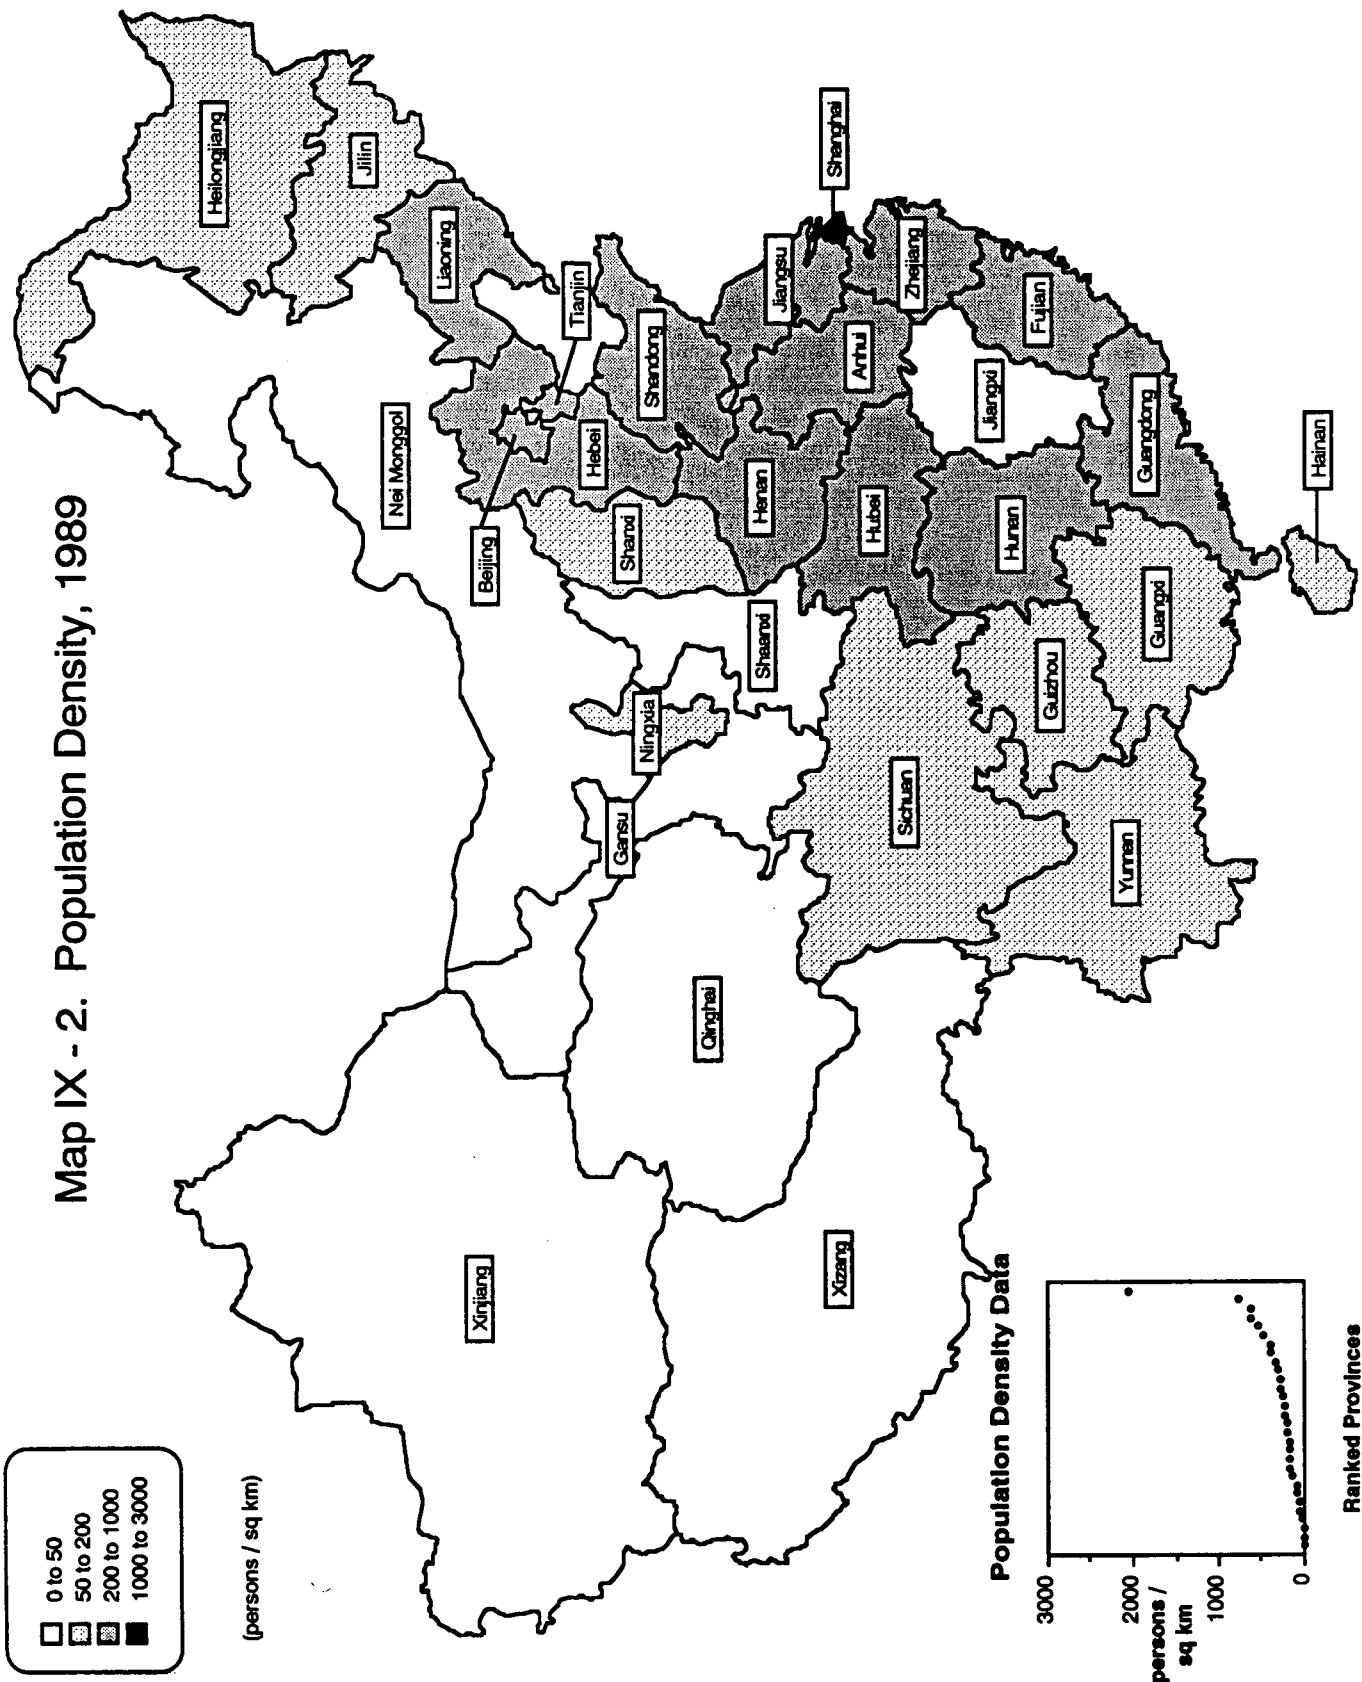 Map IX - 2. Population Density, 1989
0 to 50
50 to 200
200 to 1000
1000 to 3000
(persons / sq km)
Heilongjiang
Jilin
Liaoning
Nei Monggol
Beijing
Tianjin
Hebei
Shanxi
Shandong
Xinjiang
Gansu
Ningxia
Shaanxi
Henan
Jiangsu
Shanghai
Qinghai
Anhui
Hubei
Zhejiang
Xizang
Sichuan
Hunan
Jiangxi
Fujian
Guizhou
Yunnan
Guangxi
Guangdong
Hainan
Population Density Data
3000
2000
1000
0
persons /
sq km
Ranked Provinces